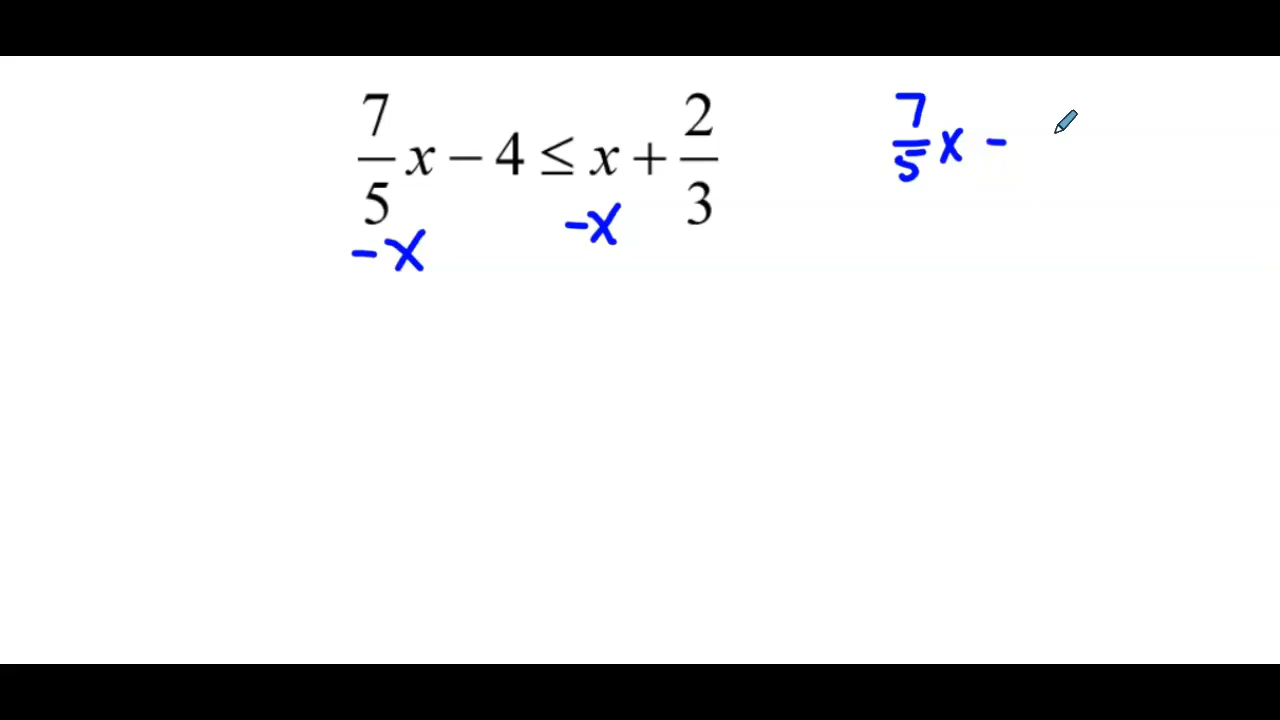 7/5 x − 4 ≤ x + 2/3
-x -x
7/5 x -